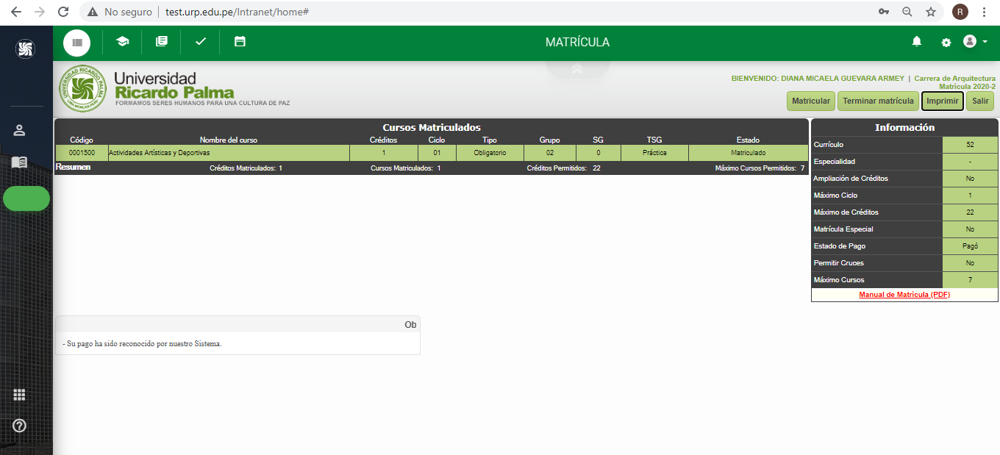 No seguro
test.urp.edu.pe/Intranet/home#
R
MATRÍCULA
UNIVERSIDAD RICARDO PALMA
Universidad
Ricardo Palma
FORMAMOS SERES HUMANOS PARA UNA CULTURA DE PAZ
BIENVENIDO: DIANA MICAELA GUEVARA ARMEY | Carrera de Arquitectura
Matrícula 2020-2
Matricular Terminar matrícula Imprimir Salir
Cursos Matriculados
Código Nombre del curso Créditos Ciclo Tipo Grupo SG TSG Estado
0001500 Actividades Artísticas y Deportivas 1 01 Obligatorio 02 0 Práctica Matriculado
Resumen Créditos Matriculados: 1 Cursos Matriculados: 1 Créditos Permitidos: 22 Máximo Cursos Permitidos: 7
Información
Currículo 52
Especialidad -
Ampliación de Créditos No
Máximo Ciclo 1
Máximo de Créditos 22
Matrícula Especial No
Estado de Pago Pagó
Permitir Cruces No
Máximo Cursos 7
Manual de Matrícula (PDF)
Ob
- Su pago ha sido reconocido por nuestro Sistema.